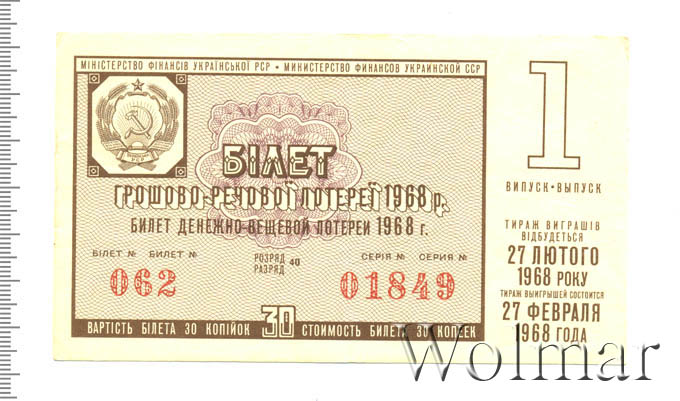 МІНІСТЕРСТВО ФІНАНСІВ УКРАЇНСЬКОЇ РСР • МИНИСТЕРСТВО ФИНАНСОВ УКРАИНСКОЙ ССР
БІЛЕТ
ГРОШОВО-РЕЧОВОЇ ЛОТЕРЕЇ 1968 р.
БИЛЕТ ДЕНЕЖНО-ВЕЩЕВОЙ ЛОТЕРЕИ 1968 г.
БІЛЕТ № БИЛЕТ №
РОЗРЯД 40
РАЗРЯД
СЕРІЯ № СЕРИЯ №
062
01849
ВАРТІСТЬ БІЛЕТА 30 КОПІЙОК 30 СТОИМОСТЬ БИЛЕТА 30 КОПЕЕК
1
ВИПУСК • ВЫПУСК
ТИРАЖ ВИГРАШІВ
ВІДБУДЕТЬСЯ
27 ЛЮТОГО
1968 РОКУ
ТИРАЖ ВЫИГРЫШЕЙ СОСТОИТСЯ
27 ФЕВРАЛЯ
1968 ГОДА
Wolmar